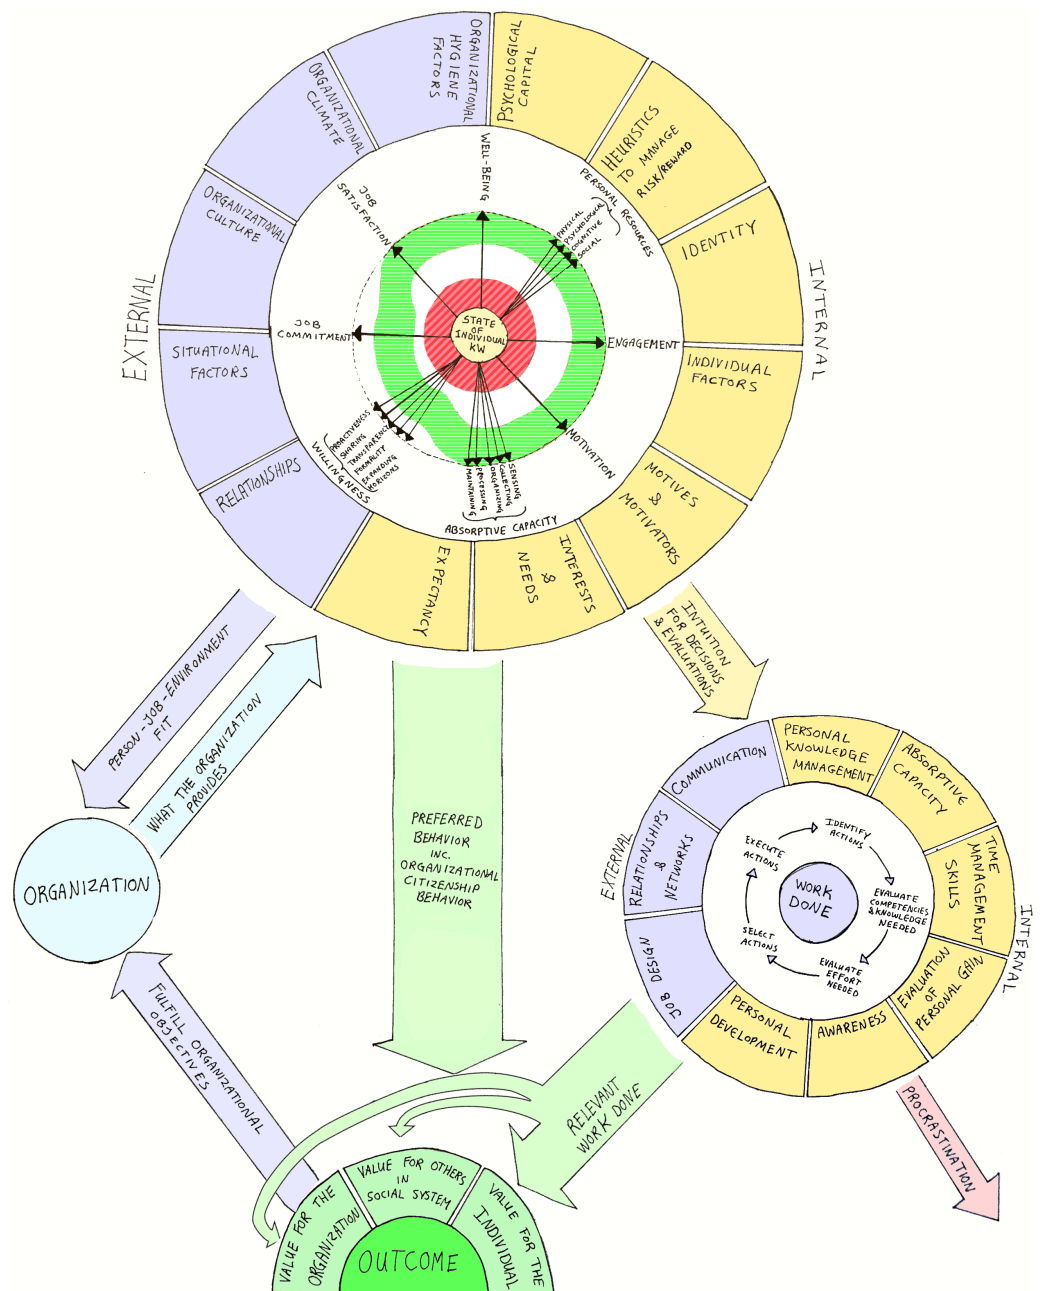 ORGANIZATIONAL
HYGIENE
FACTORS
PSYCHOLOGICAL
CAPITAL
HEURISTICS
TO MANAGE
RISK/REWARD
IDENTITY
INTERNAL
INDIVIDUAL
FACTORS
MOTIVES
&
MOTIVATORS
INTERESTS
&
NEEDS
EXPECTANCY
RELATIONSHIPS
SITUATIONAL
FACTORS
EXTERNAL
ORGANIZATIONAL
CULTURE
ORGANIZATIONAL
CLIMATE
WELL-BEING
PERSONAL RESOURCES
PHYSICAL
PSYCHOLOGICAL
COGNITIVE
SOCIAL
ENGAGEMENT
MOTIVATION
SENSING
COLLECTING
ORGANIZING
PROCESSING
MAINTAINING
ABSORPTIVE CAPACITY
PROACTIVENESS
SHARING
TRANSPARENCY
FORMALITY
EXPANDING
HORIZONS
WILLINGNESS
JOB
COMMITMENT
JOB
SATISFACTION
STATE
OF
INDIVIDUAL
KW
PERSON-JOB-ENVIRONMENT
FIT
WHAT THE ORGANIZATION
PROVIDES
ORGANIZATION
FULFILL ORGANIZATIONAL
OBJECTIVES
PREFERRED
BEHAVIOR
INC.
ORGANIZATIONAL
CITIZENSHIP
BEHAVIOR
INTUITION
FOR DECISIONS
& EVALUATIONS
COMMUNICATION
PERSONAL
KNOWLEDGE
MANAGEMENT
ABSORPTIVE
CAPACITY
TIME
MANAGEMENT
SKILLS
INTERNAL
EVALUATION
OF
PERSONAL GAIN
AWARENESS
PERSONAL
DEVELOPMENT
JOB DESIGN
RELATIONSHIPS
&
NETWORKS
EXTERNAL
IDENTIFY
ACTIONS
EVALUATE
COMPETENCIES
& KNOWLEDGE
NEEDED
EVALUATE
EFFORT
NEEDED
SELECT
ACTIONS
EXECUTE
ACTIONS
WORK
DONE
PROCRASTINATION
RELEVANT
WORK DONE
VALUE FOR THE
ORGANIZATION
VALUE FOR OTHERS
IN
SOCIAL SYSTEM
VALUE FOR THE
INDIVIDUAL
OUTCOME